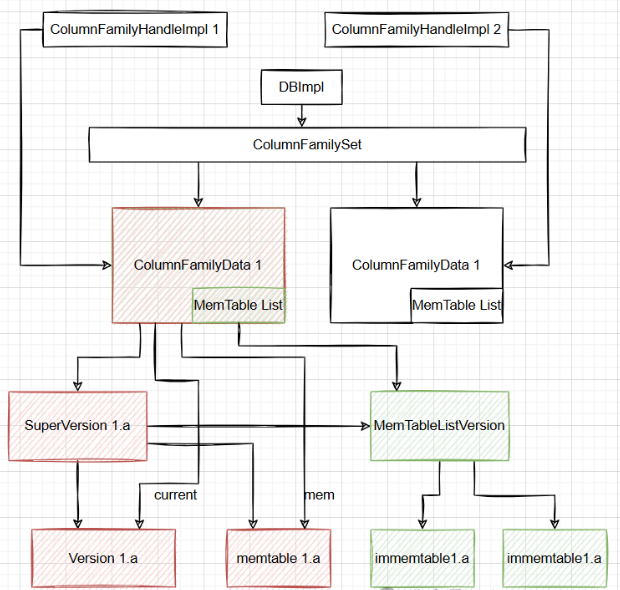 ColumnFamilyHandleImpl 1
ColumnFamilyHandleImpl 2
DBImpl
ColumnFamilySet
ColumnFamilyData 1
ColumnFamilyData 1
MemTable List
MemTable List
SuperVersion 1.a
MemTableListVersion
current
mem
Version 1.a
memtable 1.a
immemtable1.a
immemtable1.a